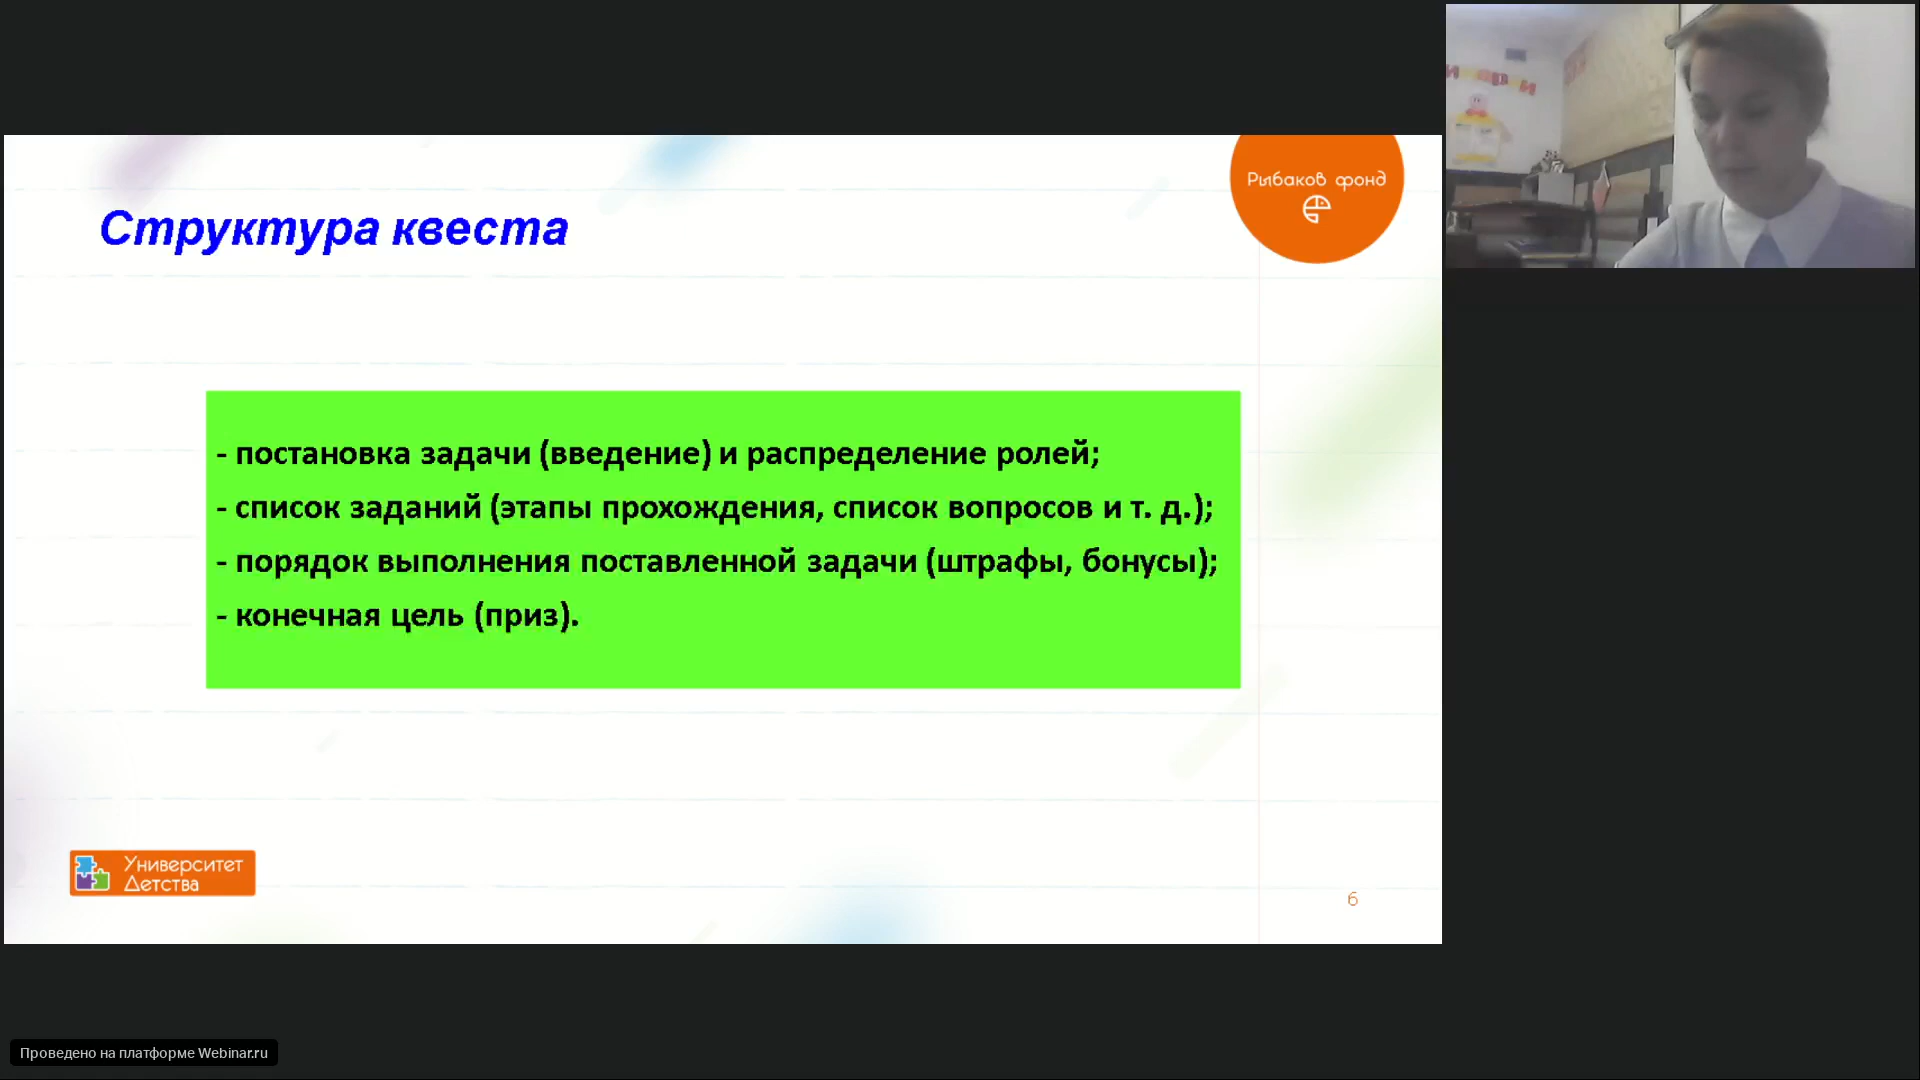 Рыбаков фонд
Структура квеста
- постановка задачи (введение) и распределение ролей;
- список заданий (этапы прохождения, список вопросов и т. д.);
- порядок выполнения поставленной задачи (штрафы, бонусы);
- конечная цель (приз).
Университет
Детства
6
Проведено на платформе Webinar.ru